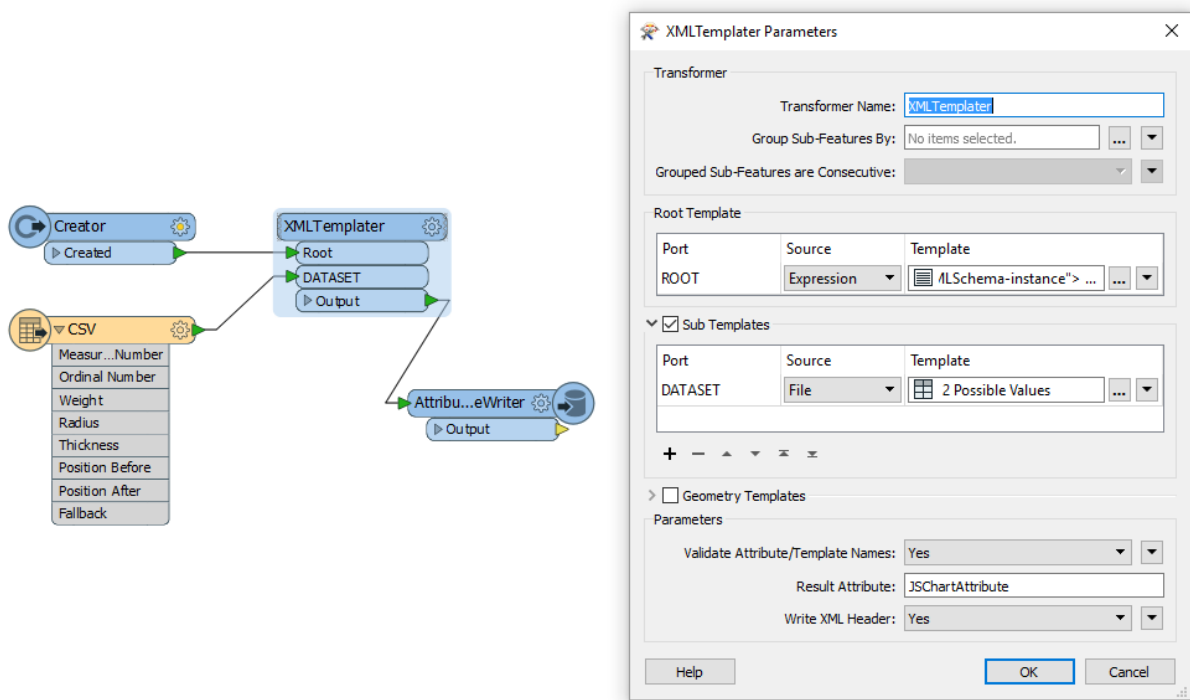 Creator
Created
CSV
Measur...Number
Ordinal Number
Weight
Radius
Thickness
Position Before
Position After
Fallback
XMLTemplater
Root
DATASET
Output
Attribu...eWriter
Output
XMLTemplater Parameters
Transformer
Transformer Name: XMLTemplater
Group Sub-Features By: No items selected. ...
Grouped Sub-Features are Consecutive:
Root Template
Port Source Template
ROOT Expression MLSchema-instance"> ... ...
Sub Templates
Port Source Template
DATASET File 2 Possible Values ...
Geometry Templates
Parameters
Validate Attribute/Template Names: Yes
Result Attribute: JSChartAttribute
Write XML Header: Yes
Help OK Cancel